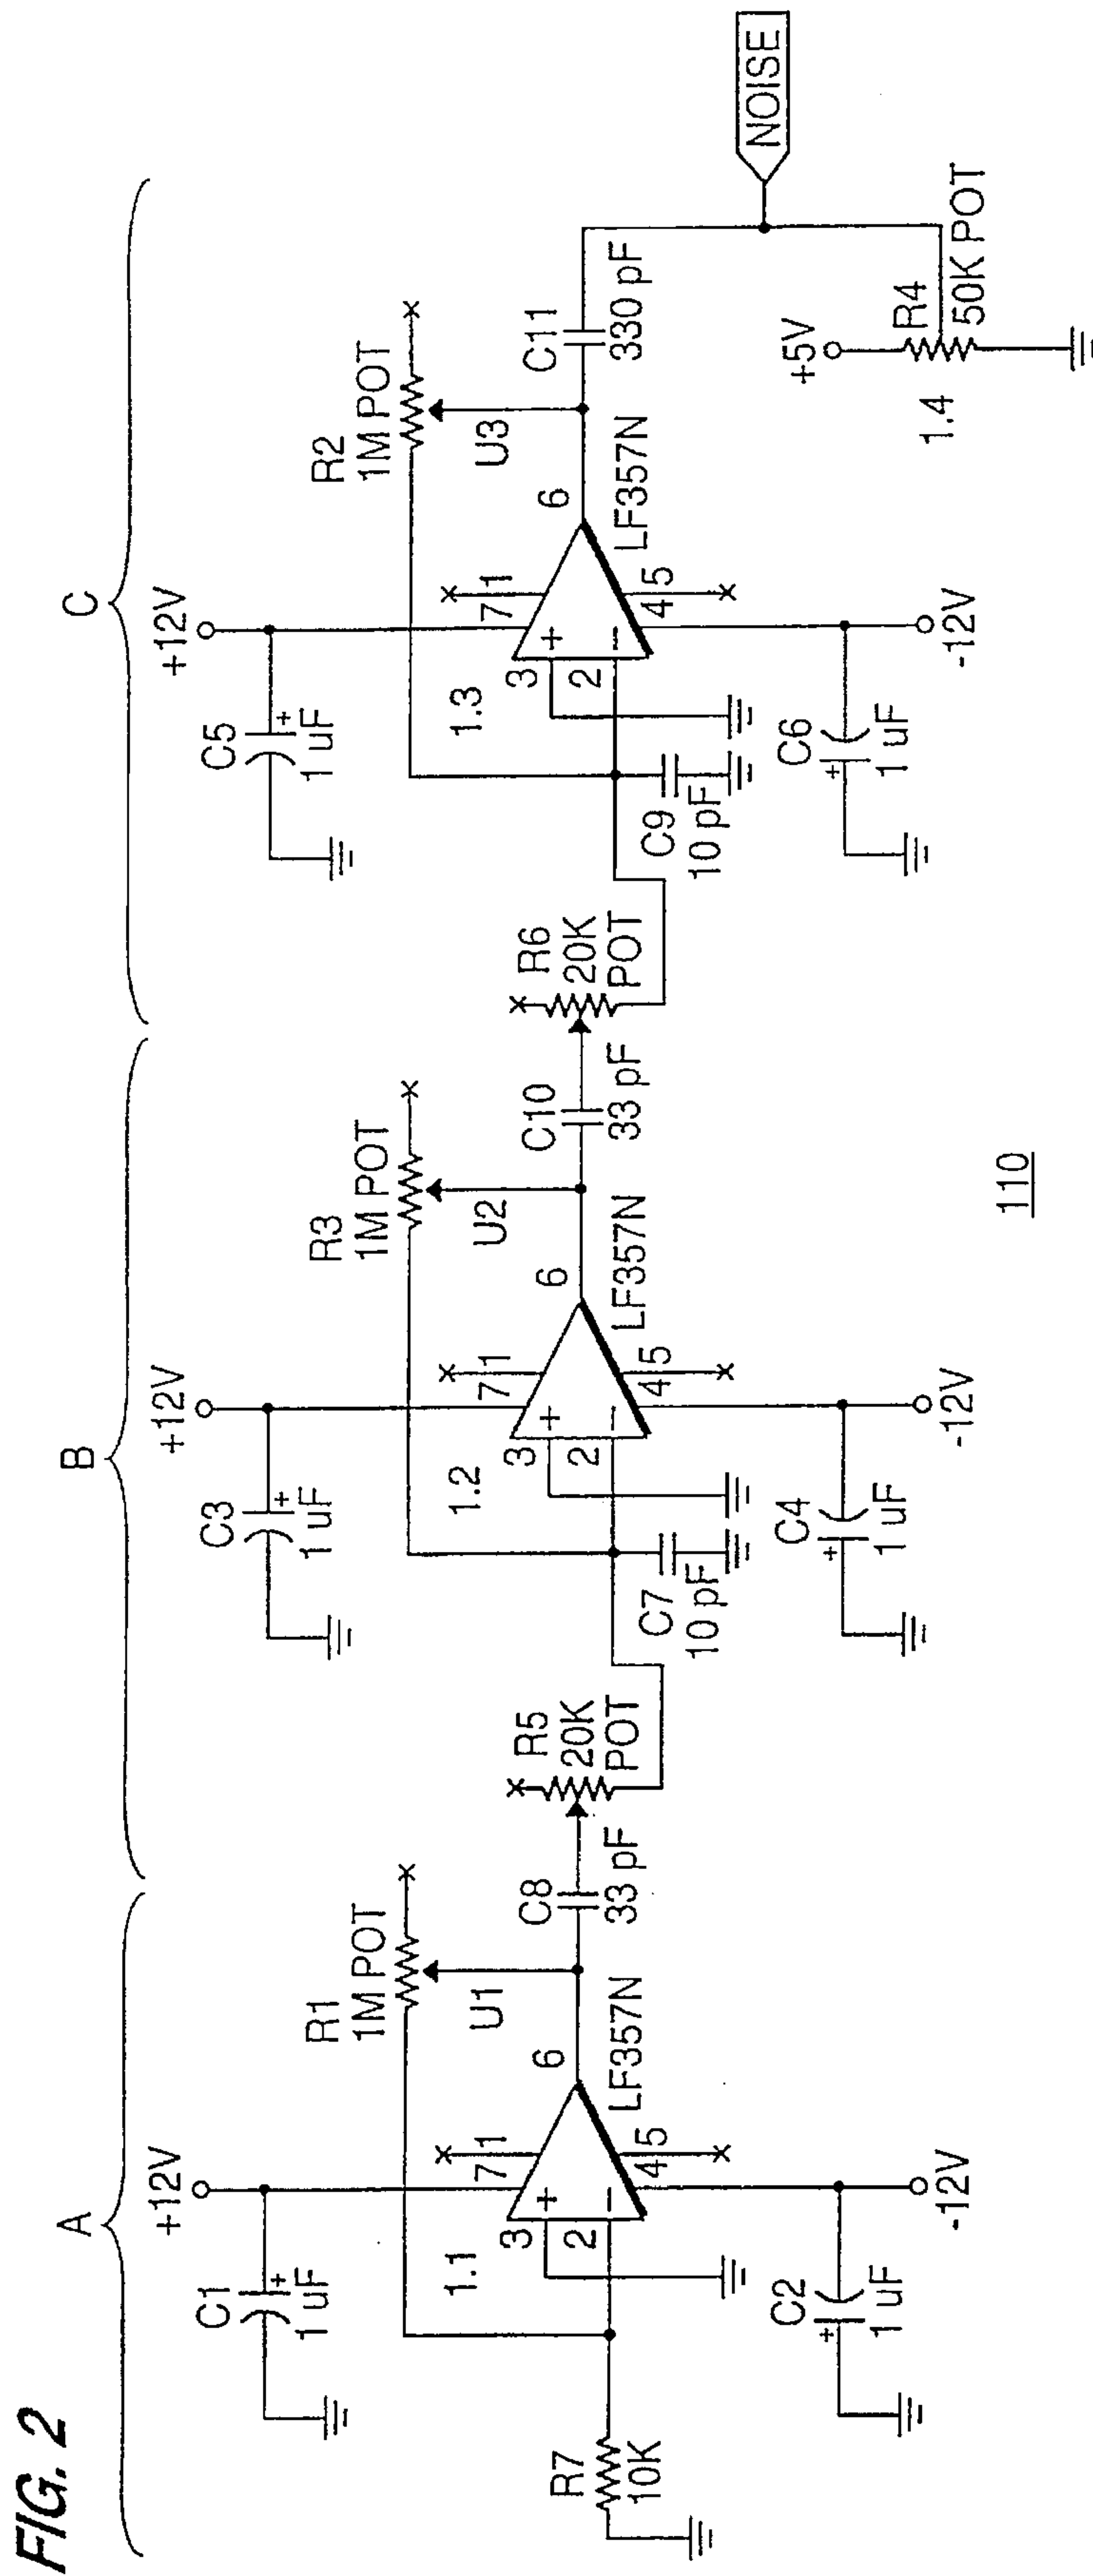 FIG. 2
A
B
C
+12V
C1
1 uF
+
R1
1M POT
U1
1.1
3
2
7
1
6
4
5
+
−
LF357N
R7
10K
C2
1 uF
+
-12V
C8
33 pF
R5
20K
POT
+12V
C3
1 uF
+
R3
1M POT
U2
1.2
3
2
7
1
6
4
5
+
−
LF357N
C7
10 pF
C4
1 uF
+
-12V
C10
33 pF
R6
20K
POT
+12V
C5
1 uF
+
R2
1M POT
U3
1.3
3
2
7
1
6
4
5
+
−
LF357N
C9
10 pF
C6
1 uF
+
-12V
C11
330 pF
NOISE
+5V
R4
50K POT
1.4
110